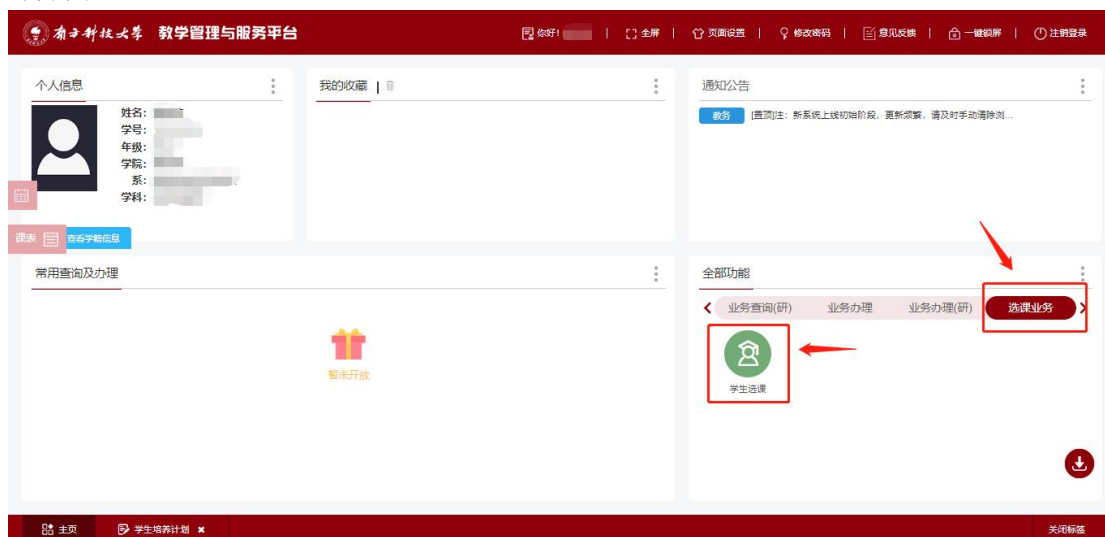 南方科技大学 教学管理与服务平台
你好! | 全屏 | 页面设置 | 修改密码 | 意见反馈 | 一键锁屏 | 注销登录
个人信息
姓名:
学号:
年级:
学院:
系:
学科:
课表
查看学籍信息
我的收藏
通知公告
教务 [置顶]注: 新系统上线初始阶段, 更新频繁, 请及时手动清除浏...
常用查询及办理
暂未开放
全部功能
业务查询(研) 业务办理 业务办理(研) 选课业务
学生选课
主页 学生培养计划
关闭标签